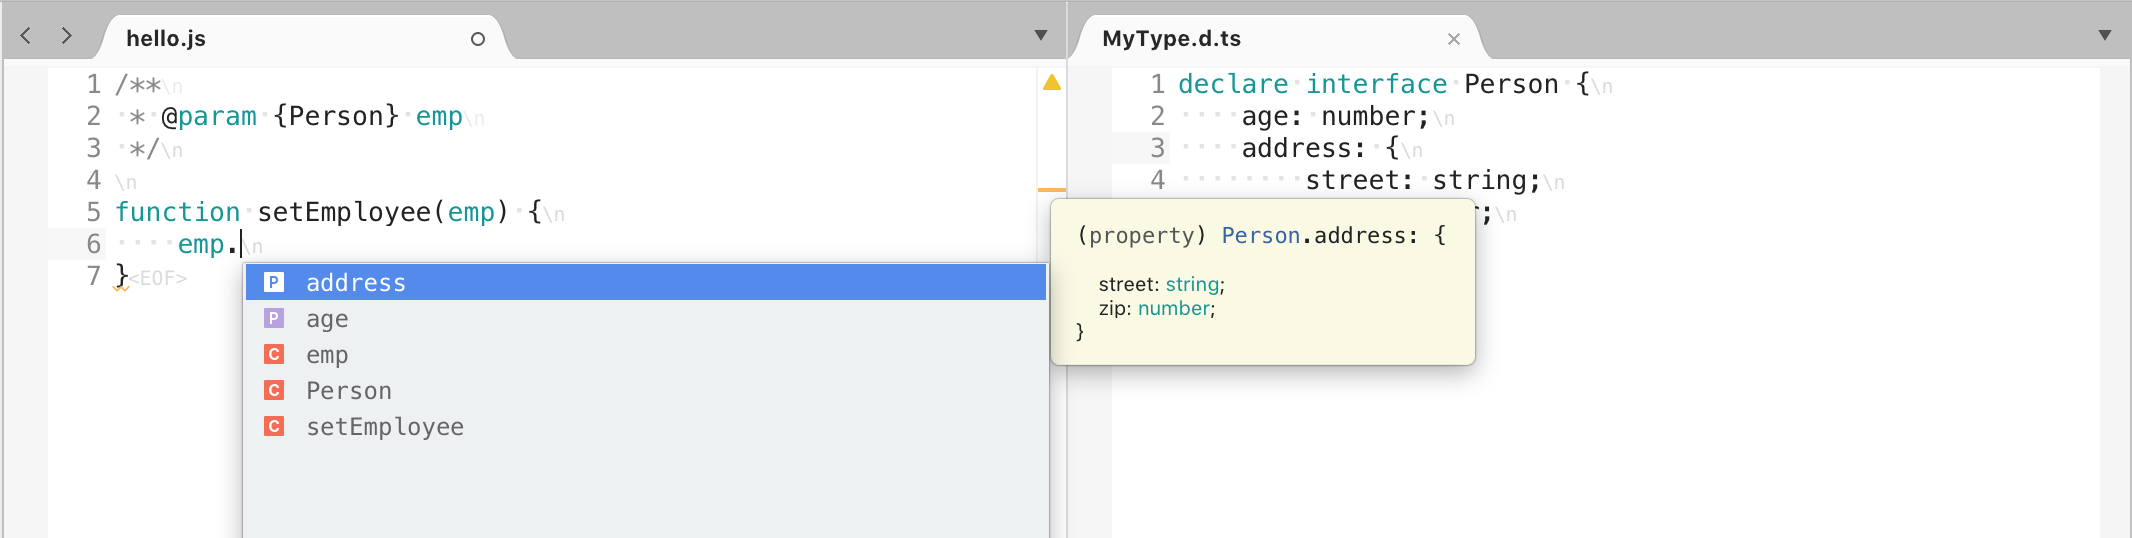 hello.js
1 /**\n
2 * @param {Person} emp\n
3 */\n
4 \n
5 function setEmployee(emp) {\n
6 emp.\n
7 }<EOF>
P address
P age
C emp
C Person
C setEmployee
MyType.d.ts
1 declare interface Person {\n
2 age: number;\n
3 address: {\n
4 street: string;\n
;\n
(property) Person.address: {
street: string;
zip: number;
}